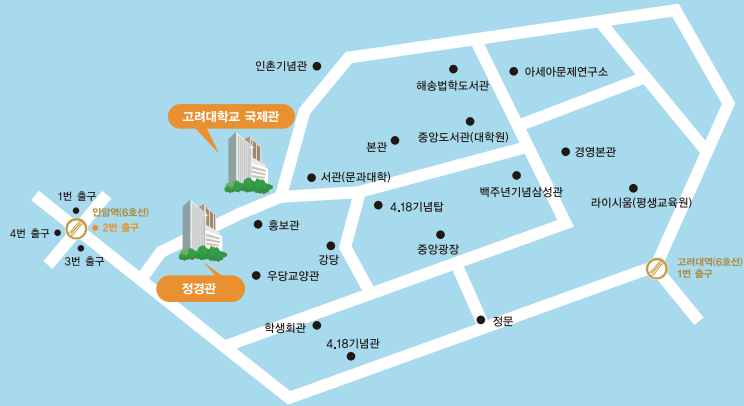 인촌기념관
해송법학도서관
아세아문제연구소
고려대학교 국제관
본관
중앙도서관(대학원)
경영본관
서관(문과대학)
백주년기념삼성관
1번 출구
안암역(6호선)
2번 출구
4번 출구
3번 출구
홍보관
4.18기념탑
라이시움(평생교육원)
강당
중앙광장
우당교양관
정경관
고려대역(6호선)
1번 출구
학생회관
정문
4.18기념관